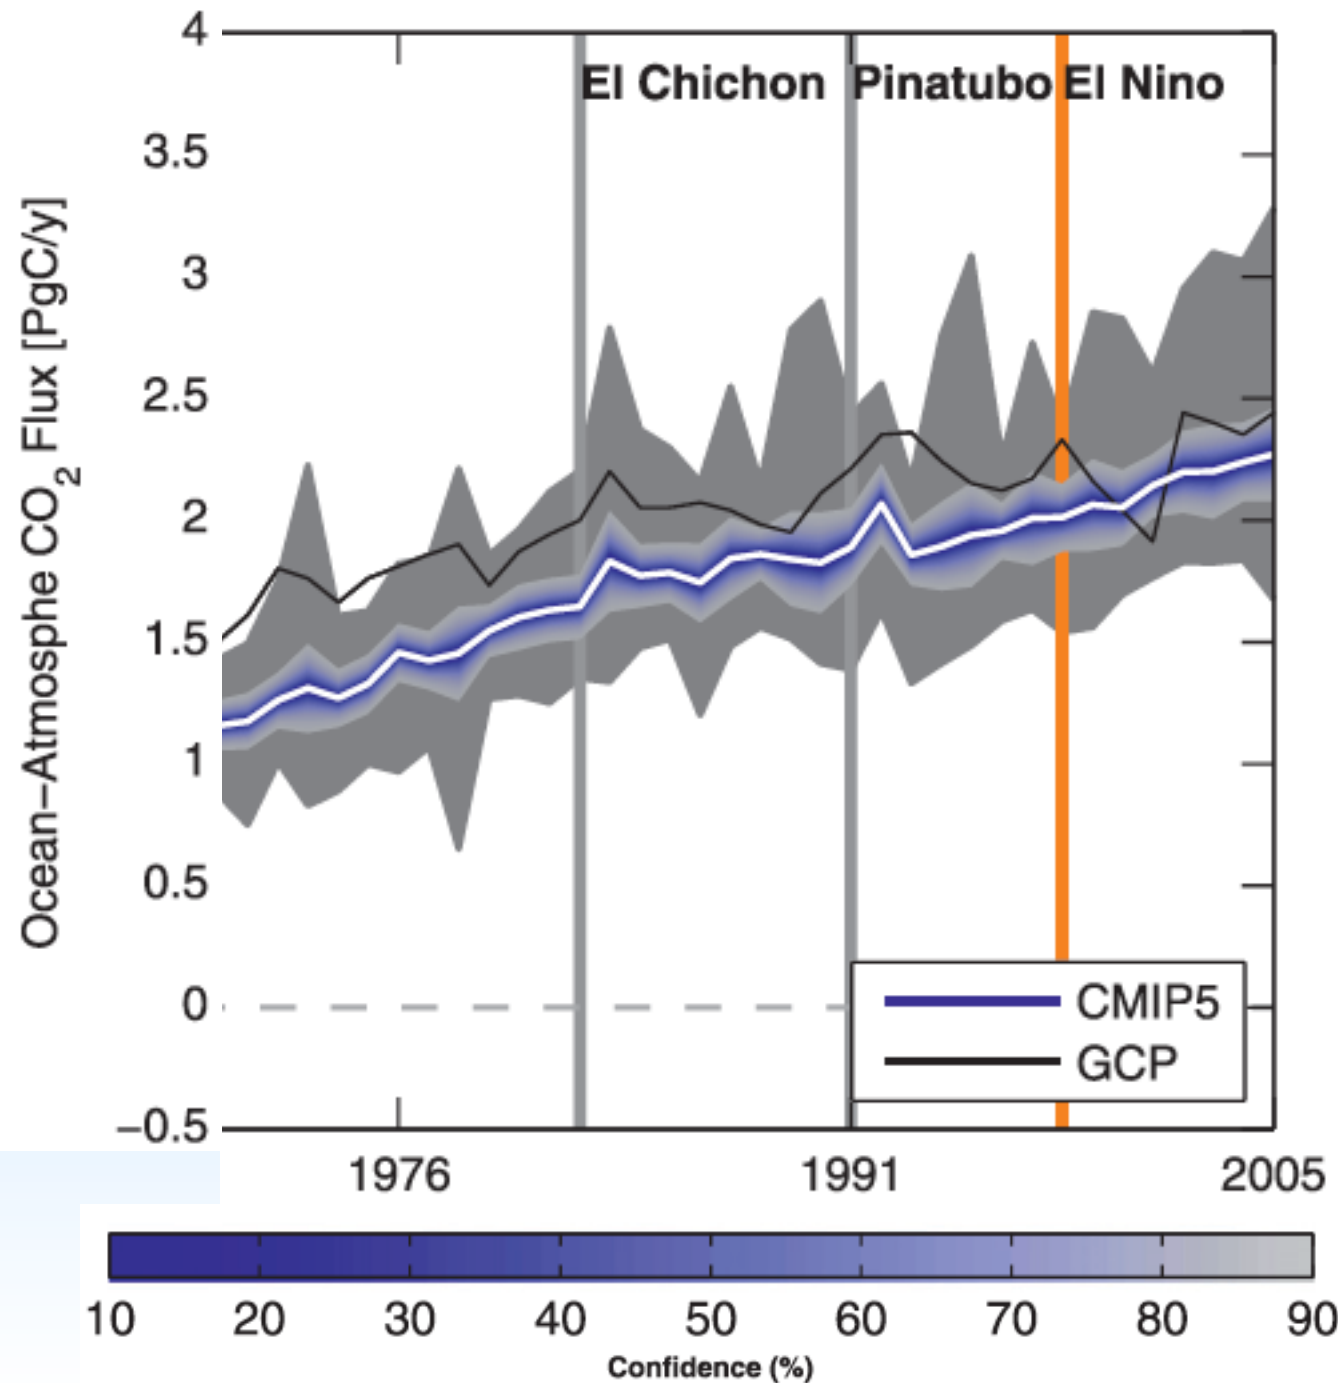 4
El Chichon Pinatubo El Nino
3.5
3
2.5
2
1.5
1
0.5
0
−0.5
Ocean−Atmosphe CO2 Flux [PgC/y]
CMIP5
GCP
1976 1991 2005
10 20 30 40 50 60 70 80 90
Confidence (%)